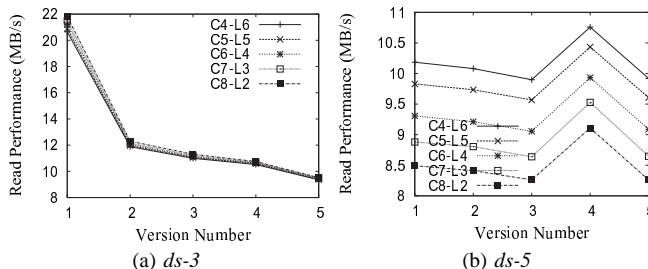 Read Performance (MB/s)
22
20
18
16
14
12
10
8
C4-L6
C5-L5
C6-L4
C7-L3
C8-L2
1 2 3 4 5
Version Number
(a) ds-3
Read Performance (MB/s)
11
10.5
10
9.5
9
8.5
8
C4-L6
C5-L5
C6-L4
C7-L3
C8-L2
1 2 3 4 5
Version Number
(b) ds-5